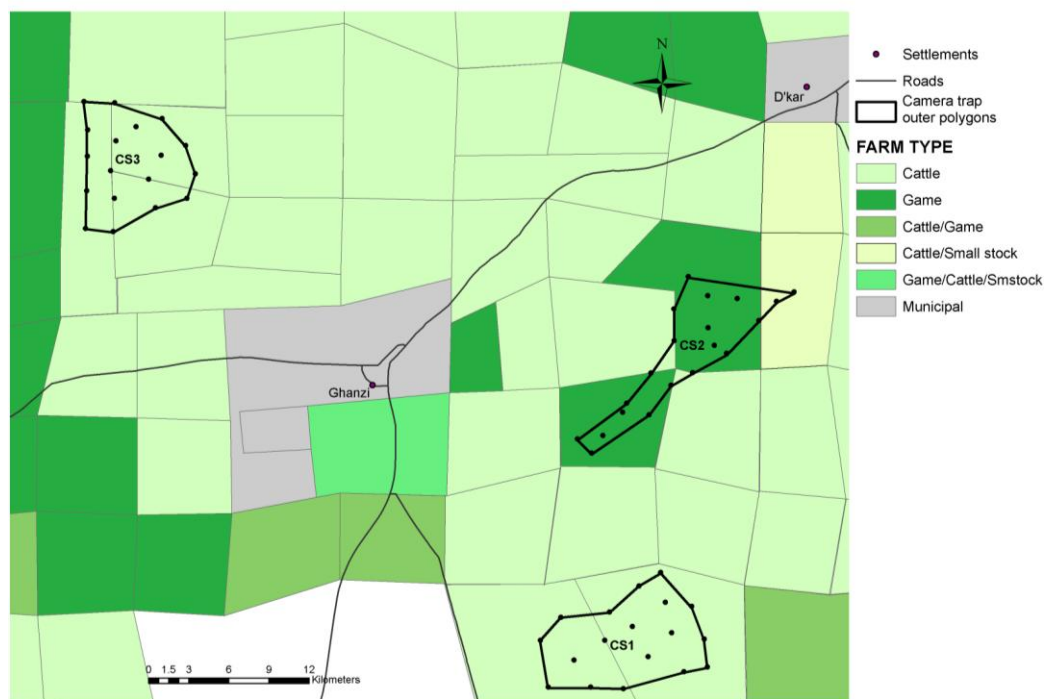 N
D'kar
CS3
CS2
Ghanzi
CS1
0 1.5 3 6 9 12
Kilometers
Settlements
Roads
Camera trap
outer polygons
FARM TYPE
Cattle
Game
Cattle/Game
Cattle/Small stock
Game/Cattle/Smstock
Municipal